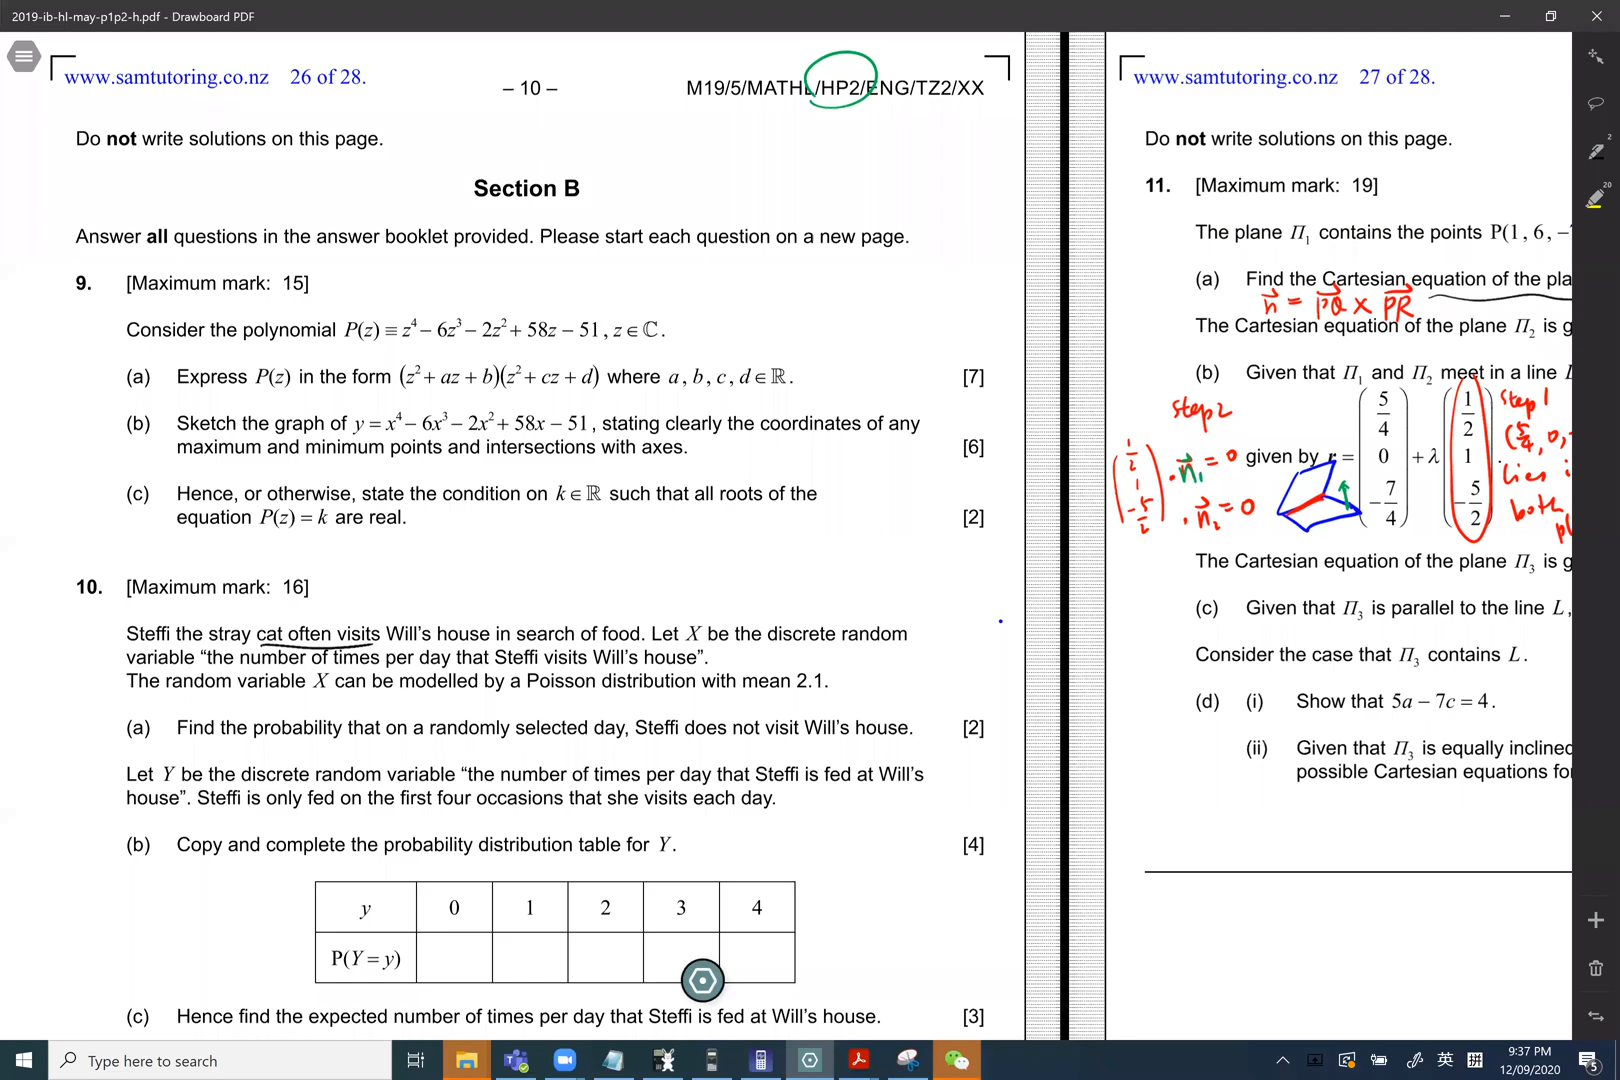 2019-ib-hl-may-p1p2-h.pdf - Drawboard PDF
www.samtutoring.co.nz 26 of 28.
– 10 –
M19/5/MATHL/HP2/ENG/TZ2/XX
Do not write solutions on this page.
Section B
Answer all questions in the answer booklet provided. Please start each question on a new page.
9. [Maximum mark: 15]
Consider the polynomial P(z) ≡ z⁴ − 6z³ − 2z² + 58z − 51, z ∈ ℂ.
(a) Express P(z) in the form (z² + az + b)(z² + cz + d) where a, b, c, d ∈ ℝ. [7]
(b) Sketch the graph of y = x⁴ − 6x³ − 2x² + 58x − 51, stating clearly the coordinates of any
maximum and minimum points and intersections with axes. [6]
(c) Hence, or otherwise, state the condition on k ∈ ℝ such that all roots of the
equation P(z) = k are real. [2]
10. [Maximum mark: 16]
Steffi the stray cat often visits Will's house in search of food. Let X be the discrete random
variable "the number of times per day that Steffi visits Will's house".
The random variable X can be modelled by a Poisson distribution with mean 2.1.
(a) Find the probability that on a randomly selected day, Steffi does not visit Will's house. [2]
Let Y be the discrete random variable "the number of times per day that Steffi is fed at Will's
house". Steffi is only fed on the first four occasions that she visits each day.
(b) Copy and complete the probability distribution table for Y. [4]
y 0 1 2 3 4
P(Y = y)
(c) Hence find the expected number of times per day that Steffi is fed at Will's house. [3]
www.samtutoring.co.nz 27 of 28.
Do not write solutions on this page.
11. [Maximum mark: 19]
The plane Π₁ contains the points P(1, 6, −
(a) Find the Cartesian equation of the pla
n⃗ = PQ⃗ × PR⃗
The Cartesian equation of the plane Π₂ is g
(b) Given that Π₁ and Π₂ meet in a line
step 2
step 1
given by r = (5/4, 0, −7/4) + λ (1/2, 1, −5/2).
(1/2, 1, −5/2) · n⃗₁ = 0
· n⃗₂ = 0
(5/4, 0,
lies i
both
pl
The Cartesian equation of the plane Π₃ is g
(c) Given that Π₃ is parallel to the line L,
Consider the case that Π₃ contains L.
(d) (i) Show that 5a − 7c = 4.
(ii) Given that Π₃ is equally inclined
possible Cartesian equations fo
2
20
Type here to search
英
拼
9:37 PM
12/09/2020
5